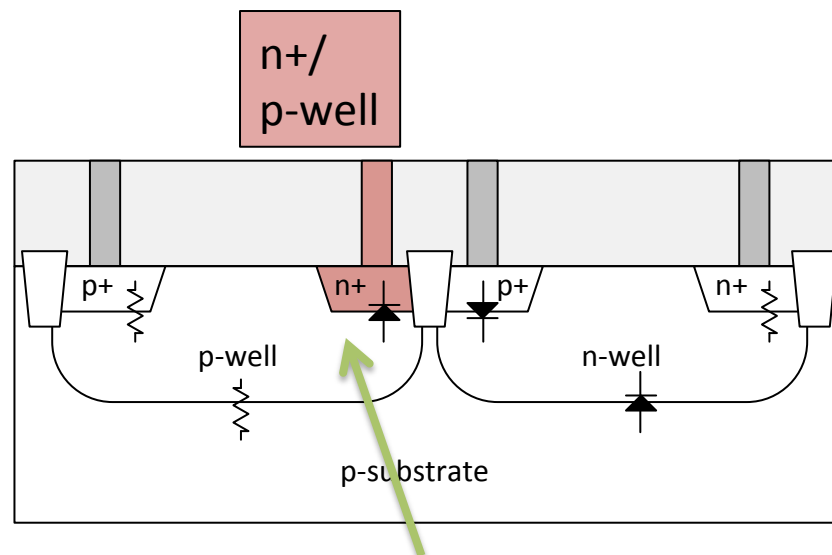 n+/
p-well
p+
n+
p+
n+
p-well
n-well
p-substrate